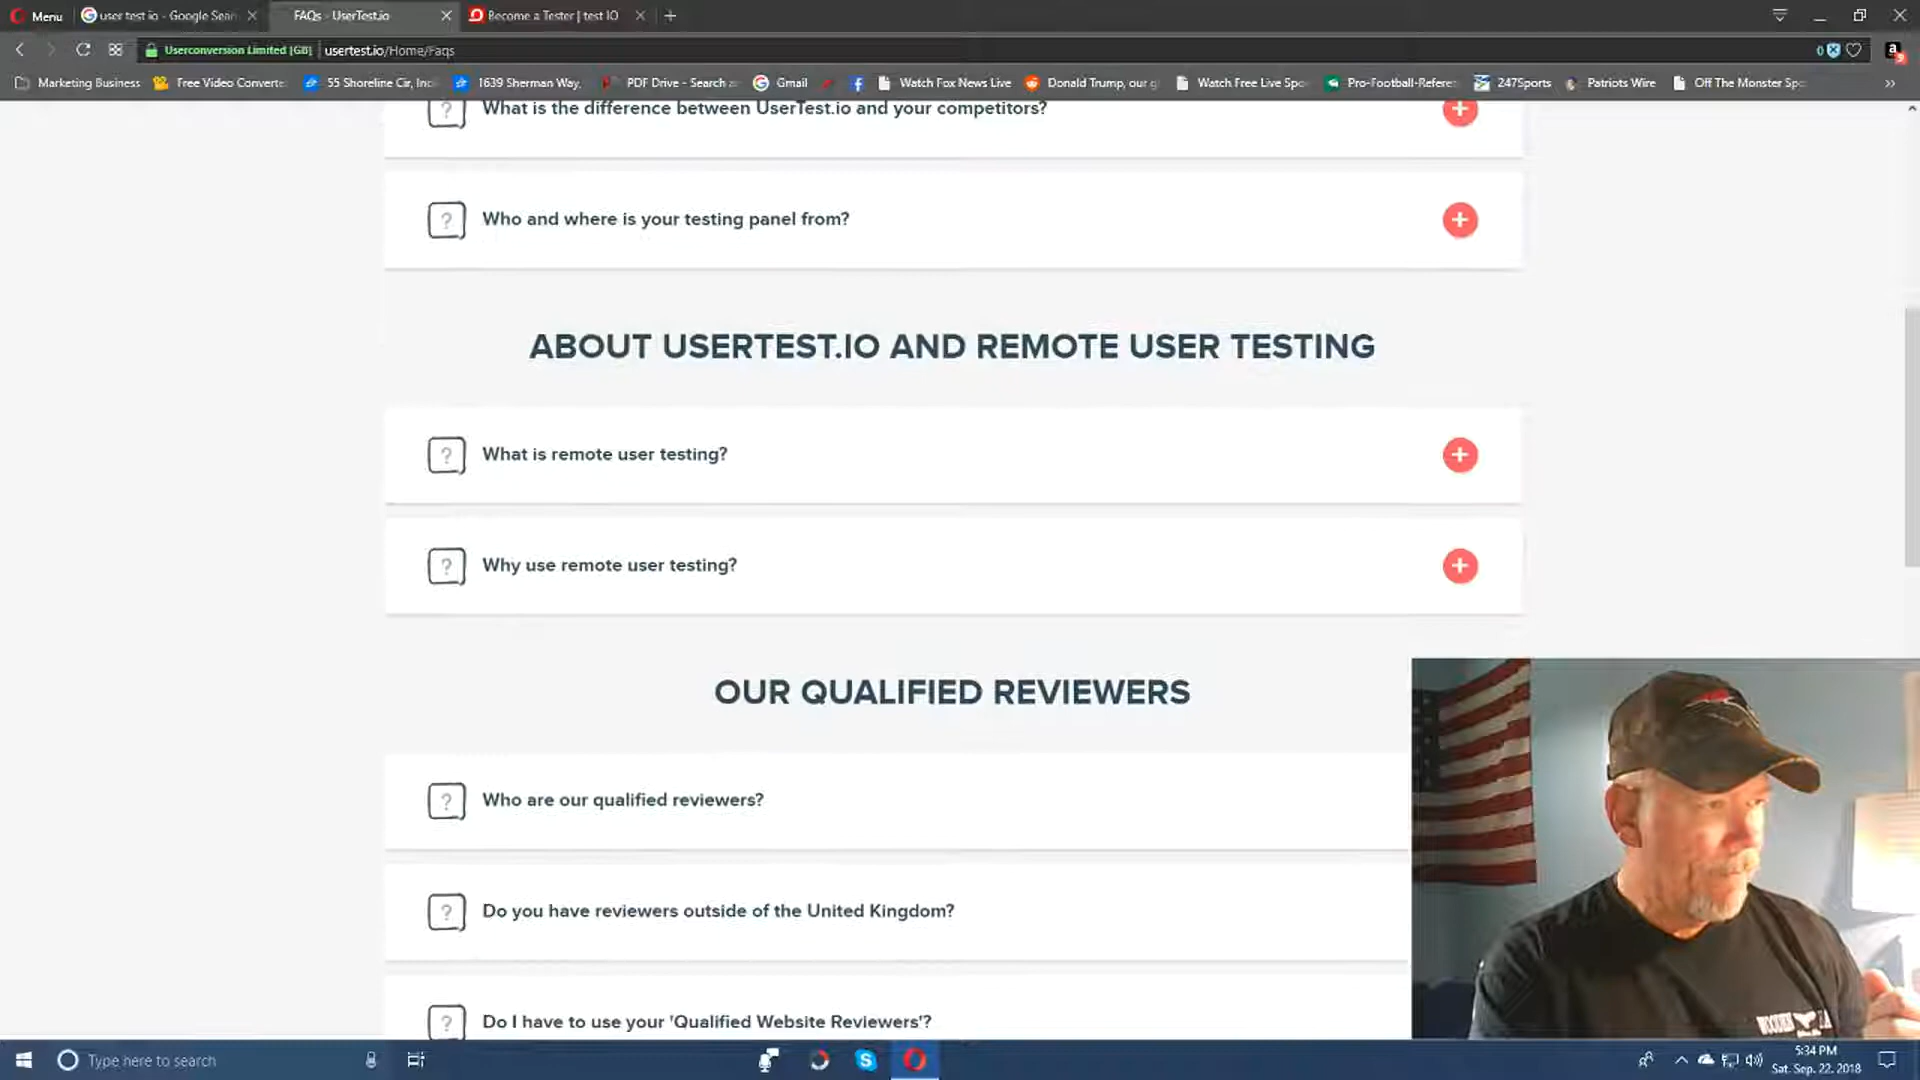 Menu
user test io - Google Sear
FAQs - UserTest.io
Become a Tester | test IO
Userconversion Limited [GB]
usertest.io/Home/Faqs
0
Marketing Business
Free Video Converte
55 Shoreline Cir, Inc
1639 Sherman Way,
PDF Drive - Search a
Gmail
Watch Fox News Live
Donald Trump, our g
Watch Free Live Spo
Pro-Football-Refere
247Sports
Patriots Wire
Off The Monster Sp
What is the difference between UserTest.io and your competitors?
Who and where is your testing panel from?
ABOUT USERTEST.IO AND REMOTE USER TESTING
What is remote user testing?
Why use remote user testing?
OUR QUALIFIED REVIEWERS
Who are our qualified reviewers?
Do you have reviewers outside of the United Kingdom?
Do I have to use your 'Qualified Website Reviewers'?
Type here to search
5:34 PM
Sat. Sep. 22, 2018